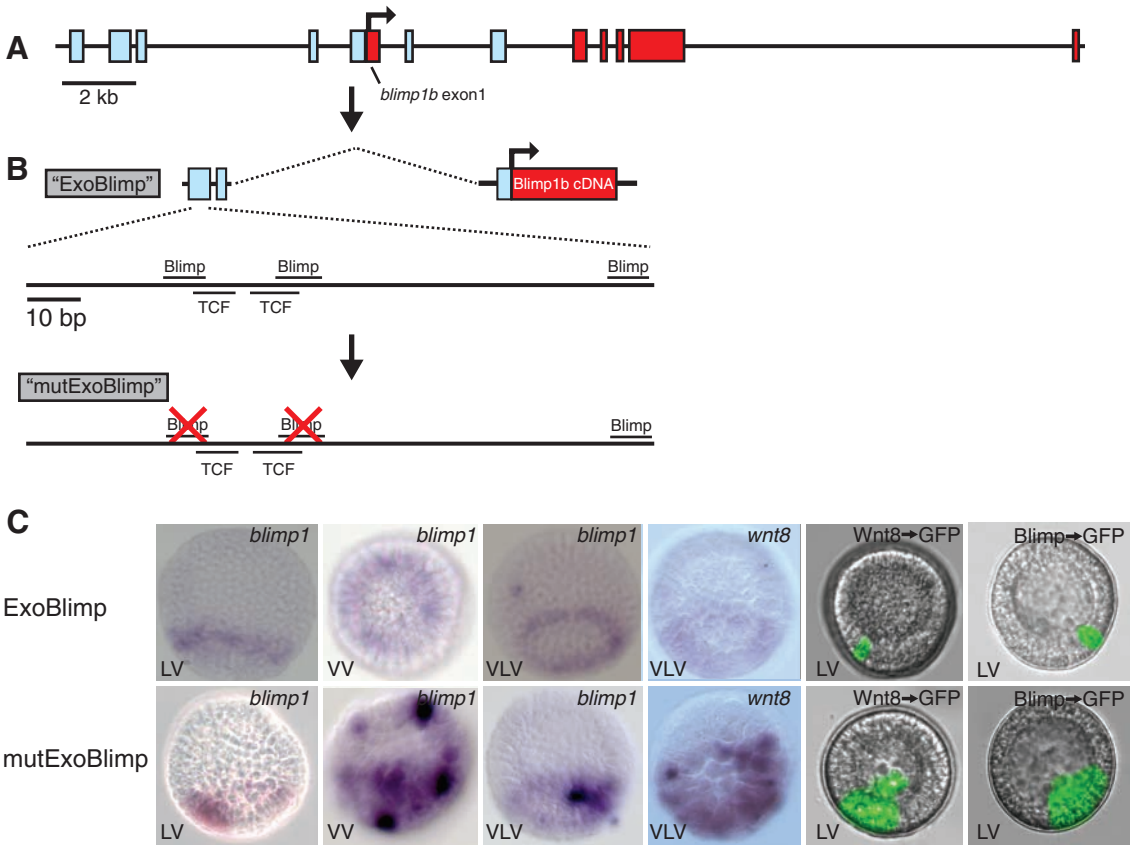 A
2 kb
blimp1b exon1
B
“ExoBlimp”
Blimp1b cDNA
Blimp Blimp Blimp
TCF TCF
10 bp
“mutExoBlimp”
Blimp Blimp Blimp
TCF TCF
C
blimp1 blimp1 blimp1 wnt8 Wnt8→GFP Blimp→GFP
ExoBlimp
LV VV VLV VLV LV LV
blimp1 blimp1 blimp1 wnt8 Wnt8→GFP Blimp→GFP
mutExoBlimp
LV VV VLV VLV LV LV